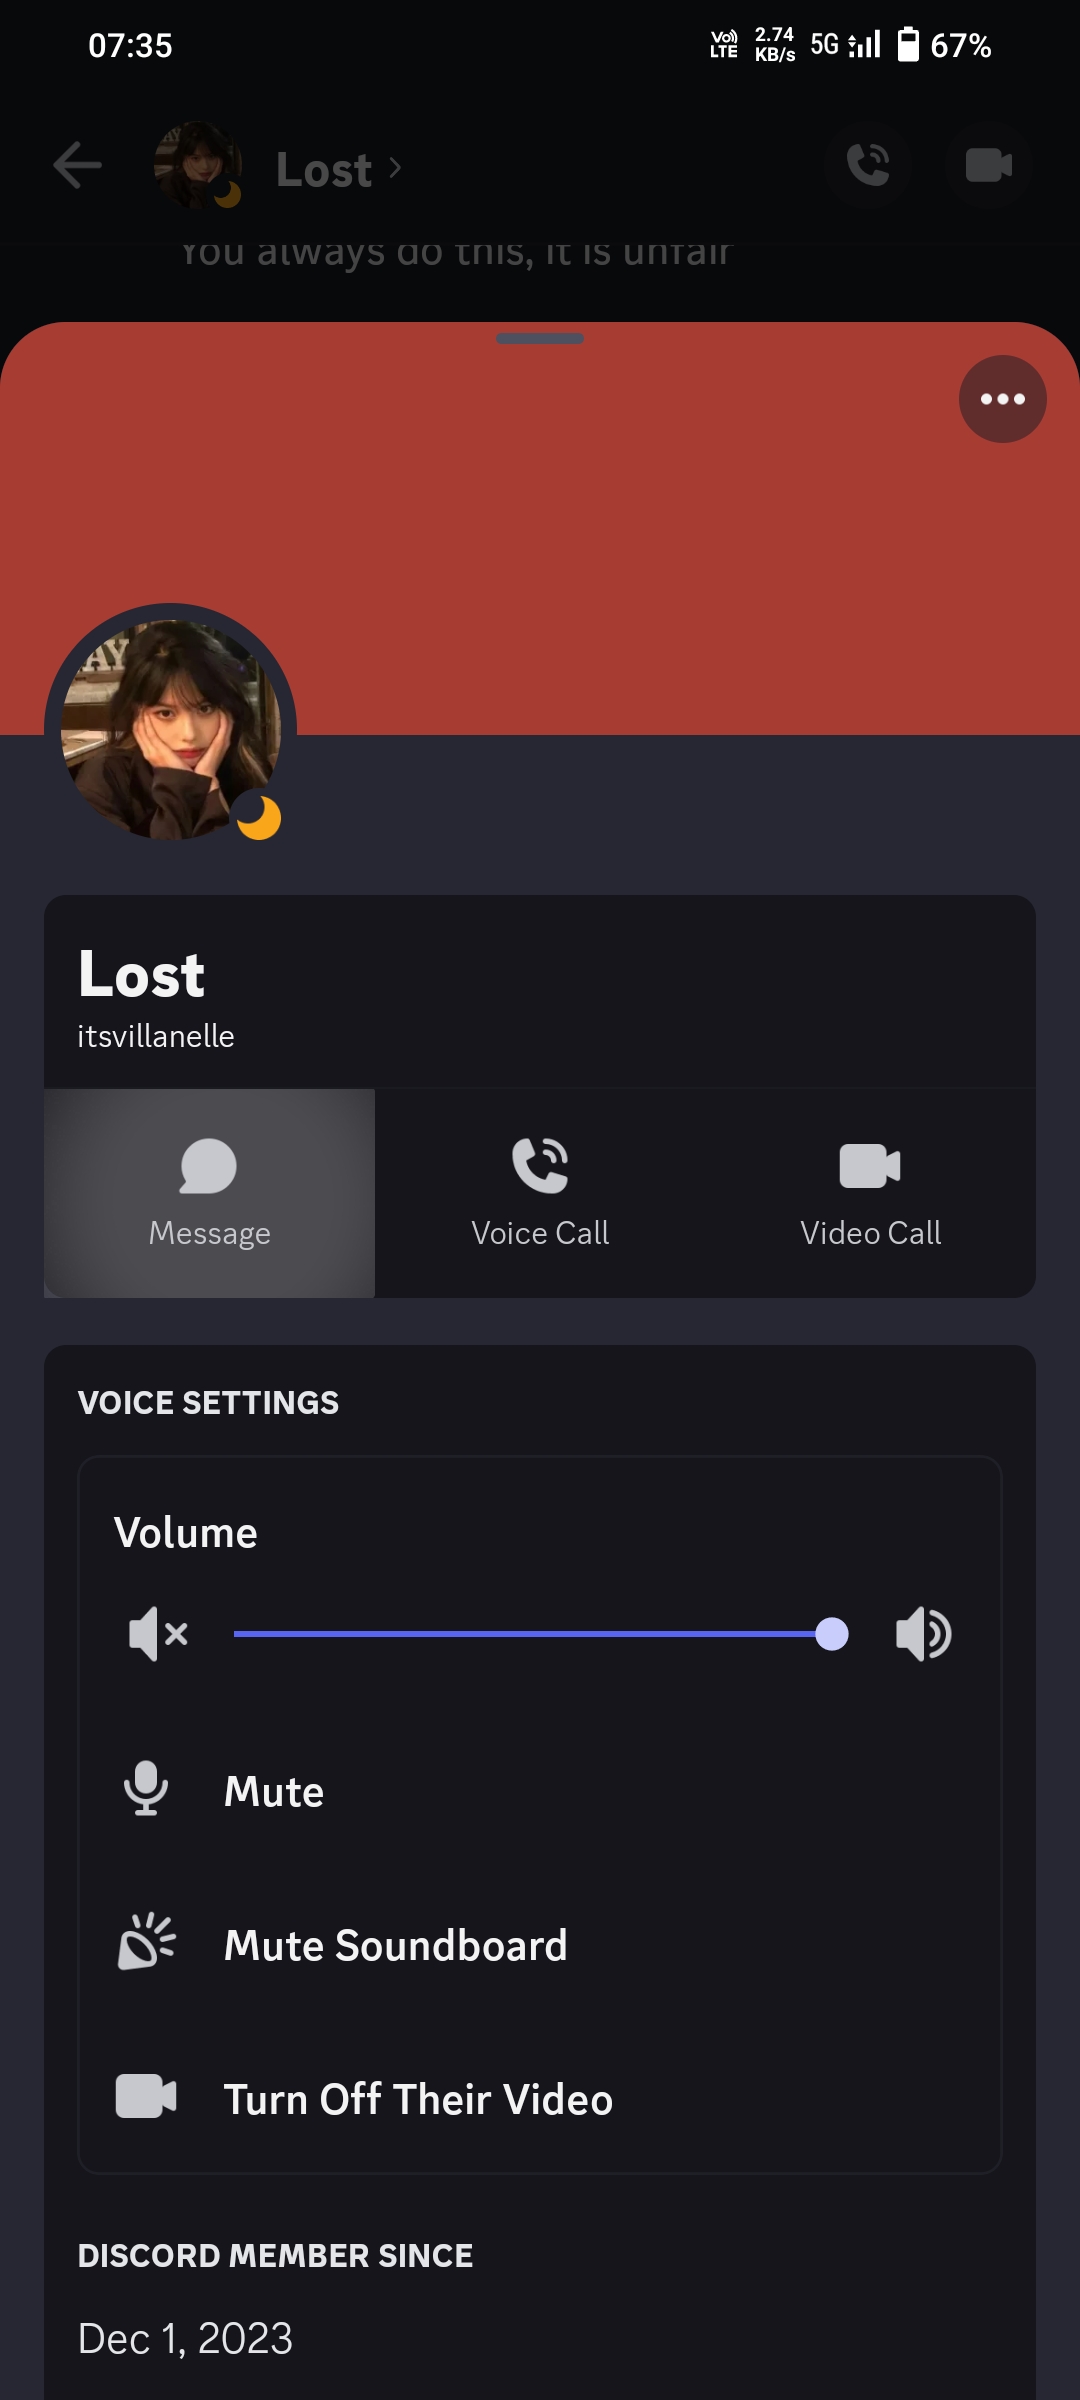 07:35
Vo) LTE
2.74 KB/s
5G
67%
Lost
You always do this, it is unfair
AY
Lost
itsvillanelle
Message
Voice Call
Video Call
VOICE SETTINGS
Volume
Mute
Mute Soundboard
Turn Off Their Video
DISCORD MEMBER SINCE
Dec 1, 2023